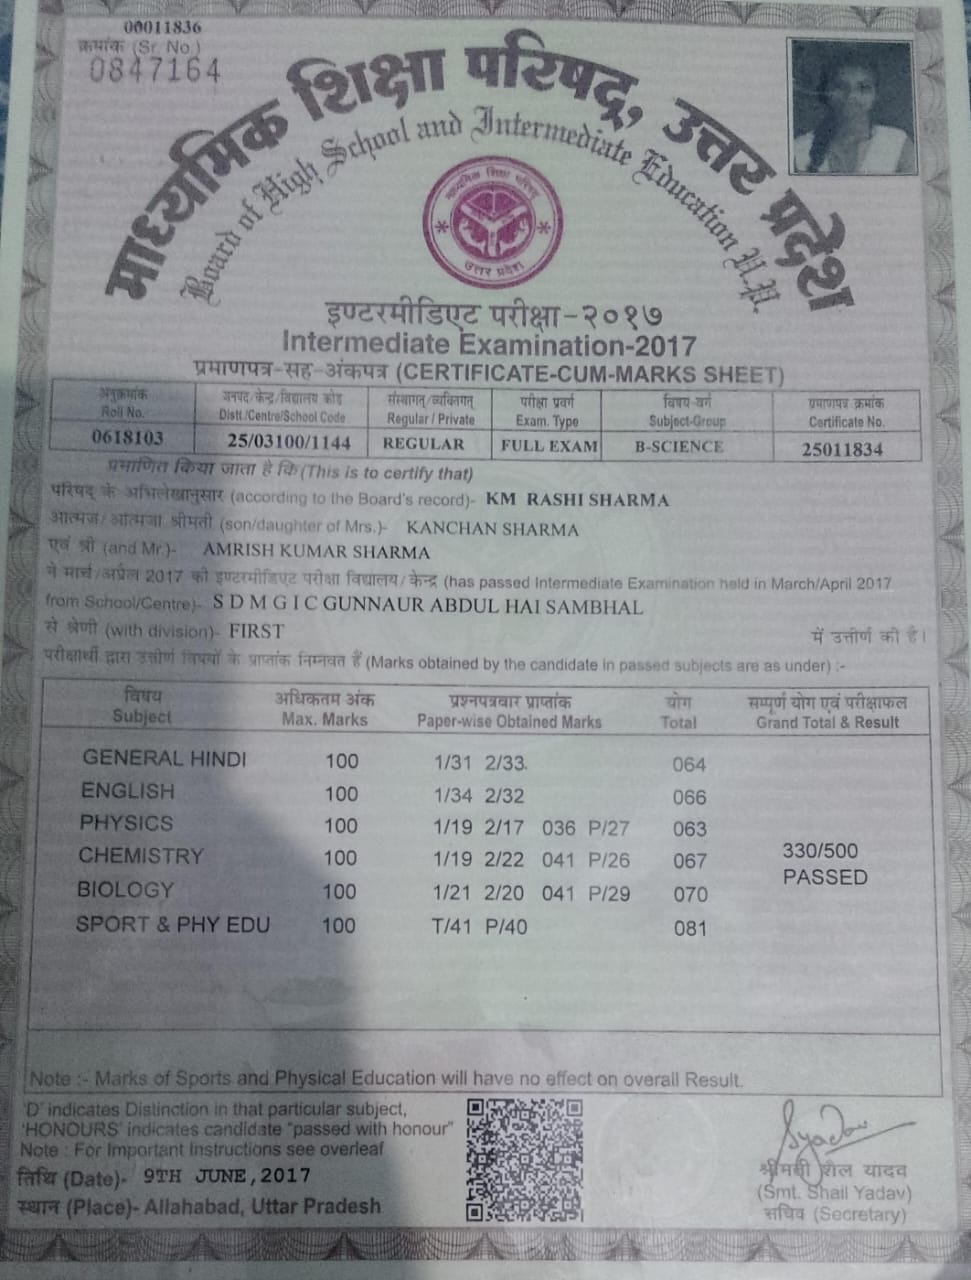 00011836
क्रमांक (Sr. No.)
0847164
माध्यमिक शिक्षा परिषद्, उत्तर प्रदेश
Board of High School and Intermediate Education U.P.
माध्यमिक शिक्षा परिषद्
उत्तर प्रदेश
इण्टरमीडिएट परीक्षा-२०१७
Intermediate Examination-2017
प्रमाणपत्र-सह-अंकपत्र (CERTIFICATE-CUM-MARKS SHEET)
अनुक्रमांक जनपद/केन्द्र/विद्यालय कोड संस्थागत/व्यक्तिगत परीक्षा प्रवर्ग विषय-वर्ग प्रमाणपत्र क्रमांक
Roll No. Distt./Centre/School Code Regular / Private Exam. Type Subject-Group Certificate No.
0618103 25/03100/1144 REGULAR FULL EXAM B-SCIENCE 25011834
प्रमाणित किया जाता है कि (This is to certify that)
परिषद के अभिलेखानुसार (according to the Board's record)- KM RASHI SHARMA
आत्मज/आत्मजा श्रीमती (son/daughter of Mrs.)- KANCHAN SHARMA
एवं श्री (and Mr.)- AMRISH KUMAR SHARMA
ने मार्च/अप्रैल 2017 की इण्टरमीडिएट परीक्षा विद्यालय/केन्द्र (has passed Intermediate Examination held in March/April 2017
from School/Centre)- S D M G I C GUNNAUR ABDUL HAI SAMBHAL
से श्रेणी (with division)- FIRST में उत्तीर्ण की है।
परीक्षार्थी द्वारा उत्तीर्ण विषयों के प्राप्तांक निम्नवत हैं (Marks obtained by the candidate in passed subjects are as under) :-
विषय अधिकतम अंक प्रश्नपत्रवार प्राप्तांक योग सम्पूर्ण योग एवं परीक्षाफल
Subject Max. Marks Paper-wise Obtained Marks Total Grand Total & Result
GENERAL HINDI 100 1/31 2/33 064
ENGLISH 100 1/34 2/32 066
PHYSICS 100 1/19 2/17 036 P/27 063
CHEMISTRY 100 1/19 2/22 041 P/26 067 330/500
PASSED
BIOLOGY 100 1/21 2/20 041 P/29 070
SPORT & PHY EDU 100 T/41 P/40 081
Note :- Marks of Sports and Physical Education will have no effect on overall Result.
'D' indicates Distinction in that particular subject,
'HONOURS' indicates candidate "passed with honour"
Note : For Important Instructions see overleaf
तिथि (Date)- 9TH JUNE,2017
स्थान (Place)- Allahabad, Uttar Pradesh
Syadav
श्रीमती शैल यादव
(Smt. Shail Yadav)
सचिव (Secretary)